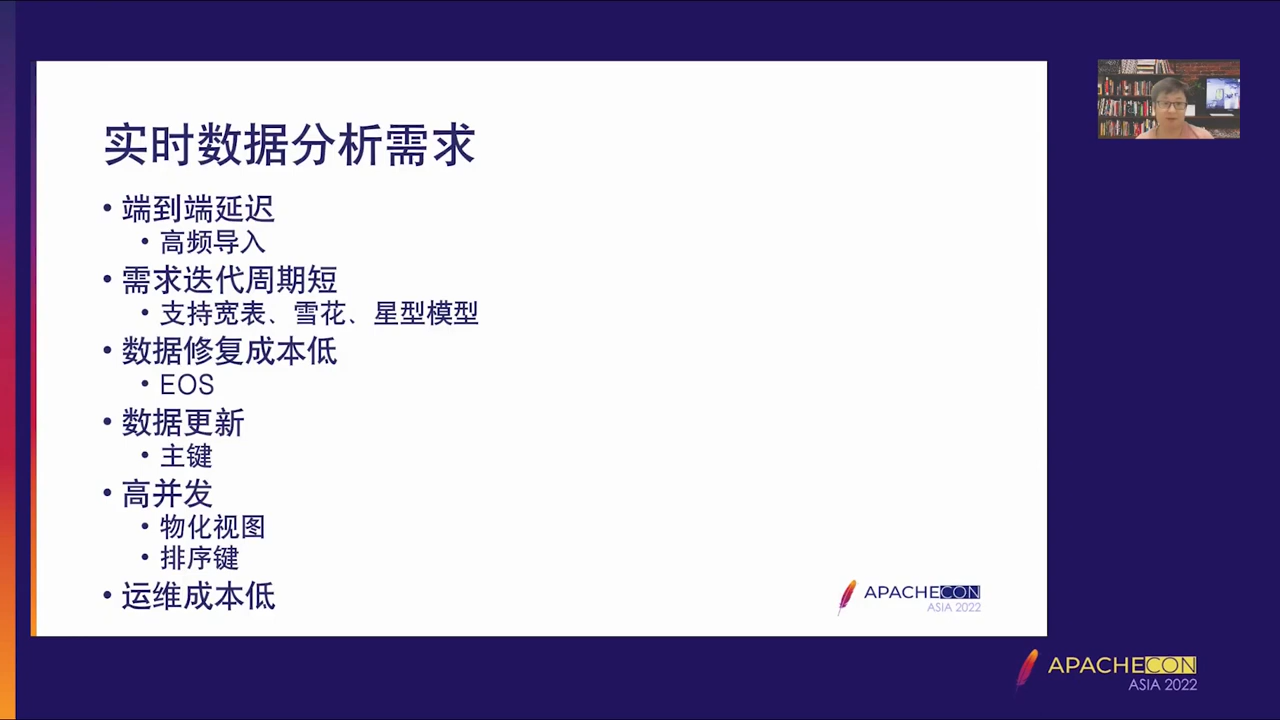 实时数据分析需求
• 端到端延迟
• 高频导入
• 需求迭代周期短
• 支持宽表、雪花、星型模型
• 数据修复成本低
• EOS
• 数据更新
• 主键
• 高并发
• 物化视图
• 排序键
• 运维成本低
APACHECON
ASIA 2022
APACHECON
ASIA 2022